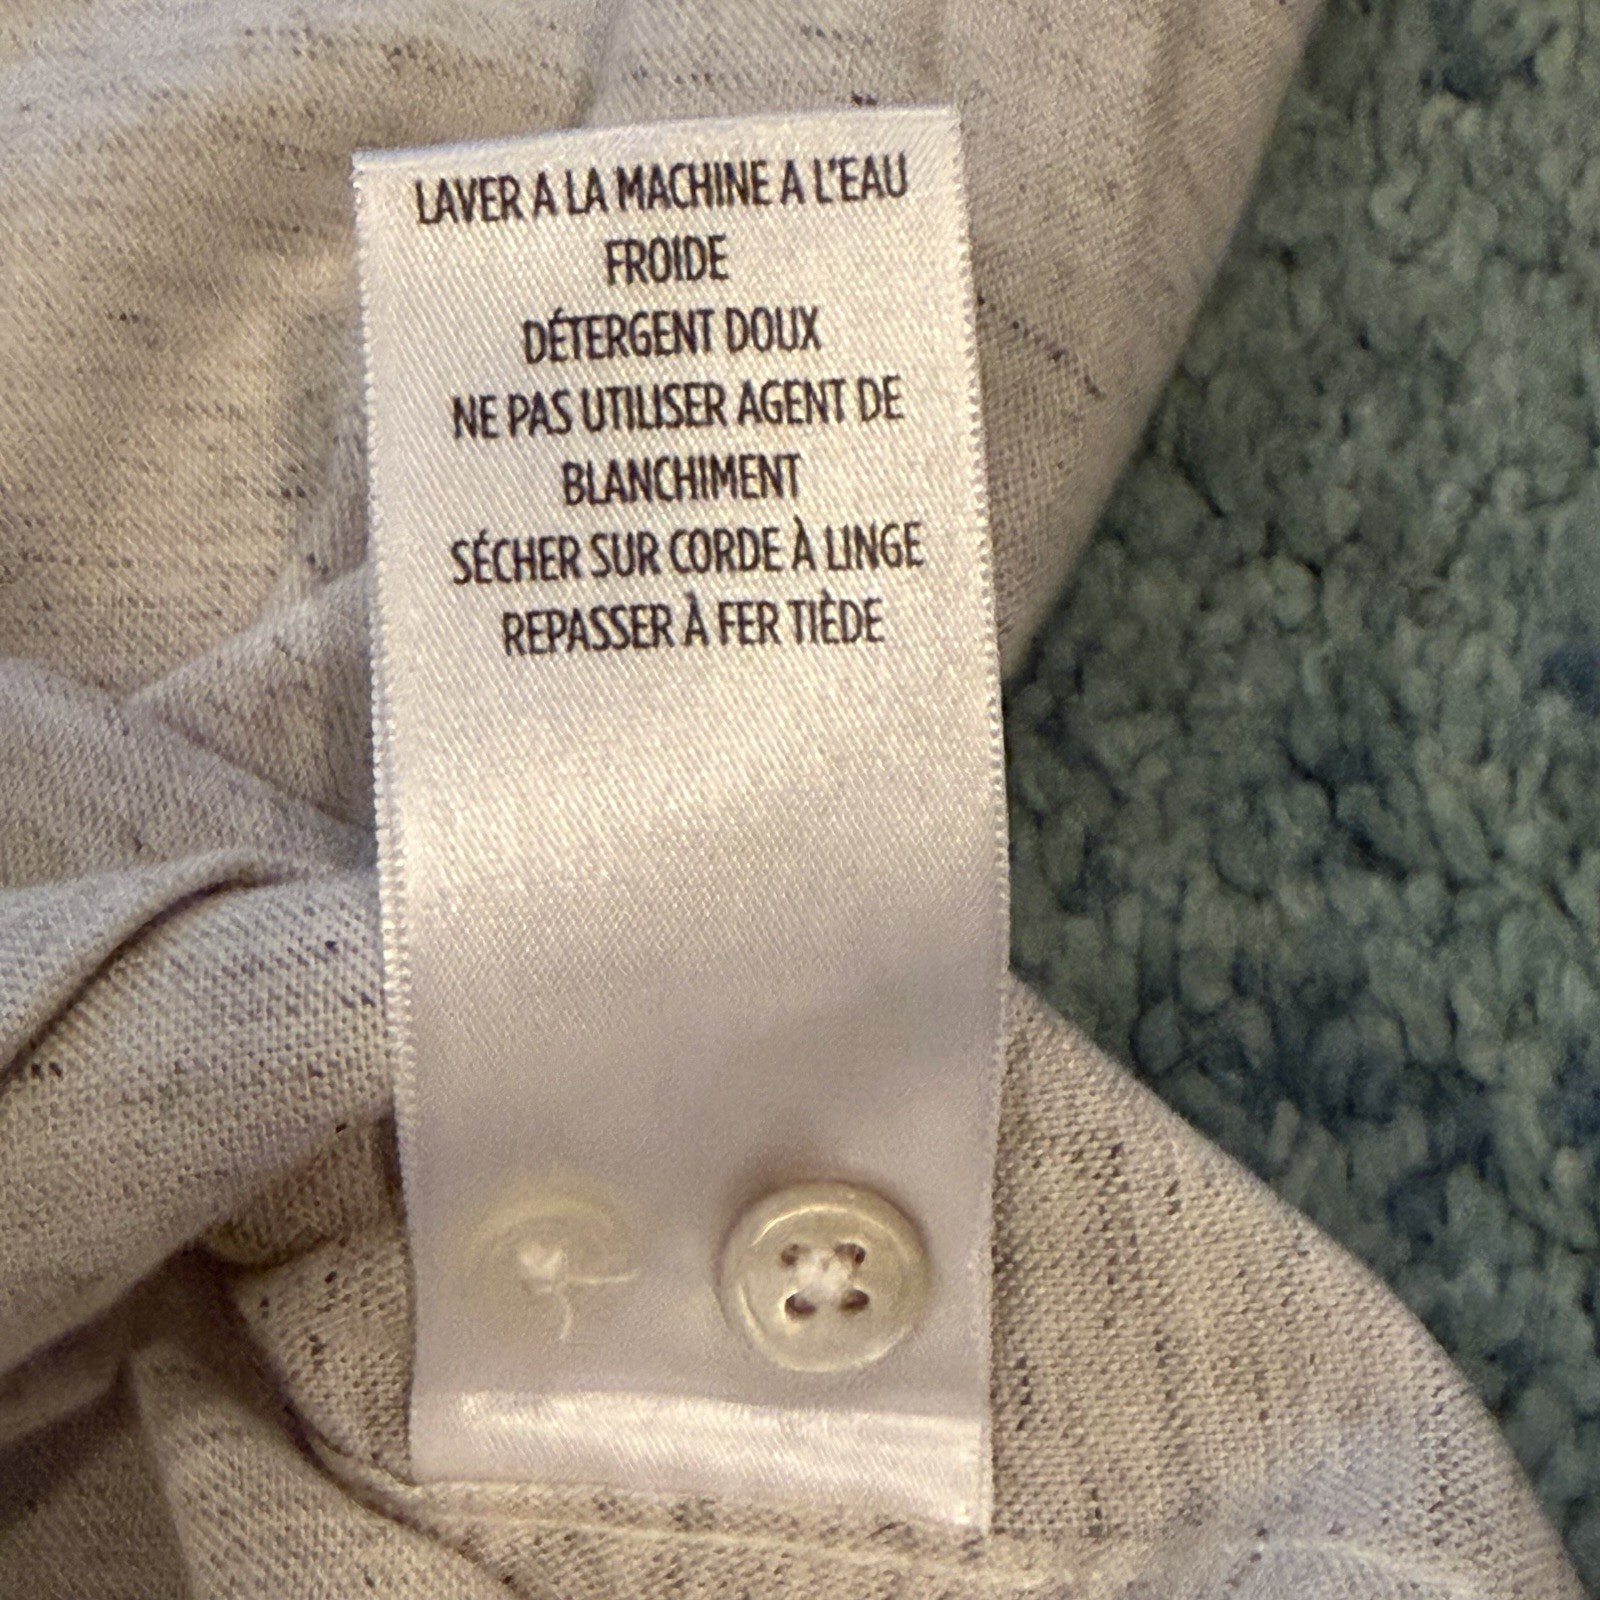 LAVER A LA MACHINE A L'EAU
FROIDE
DÉTERGENT DOUX
NE PAS UTILISER AGENT DE
BLANCHIMENT
SÉCHER SUR CORDE À LINGE
REPASSER À FER TIÈDE